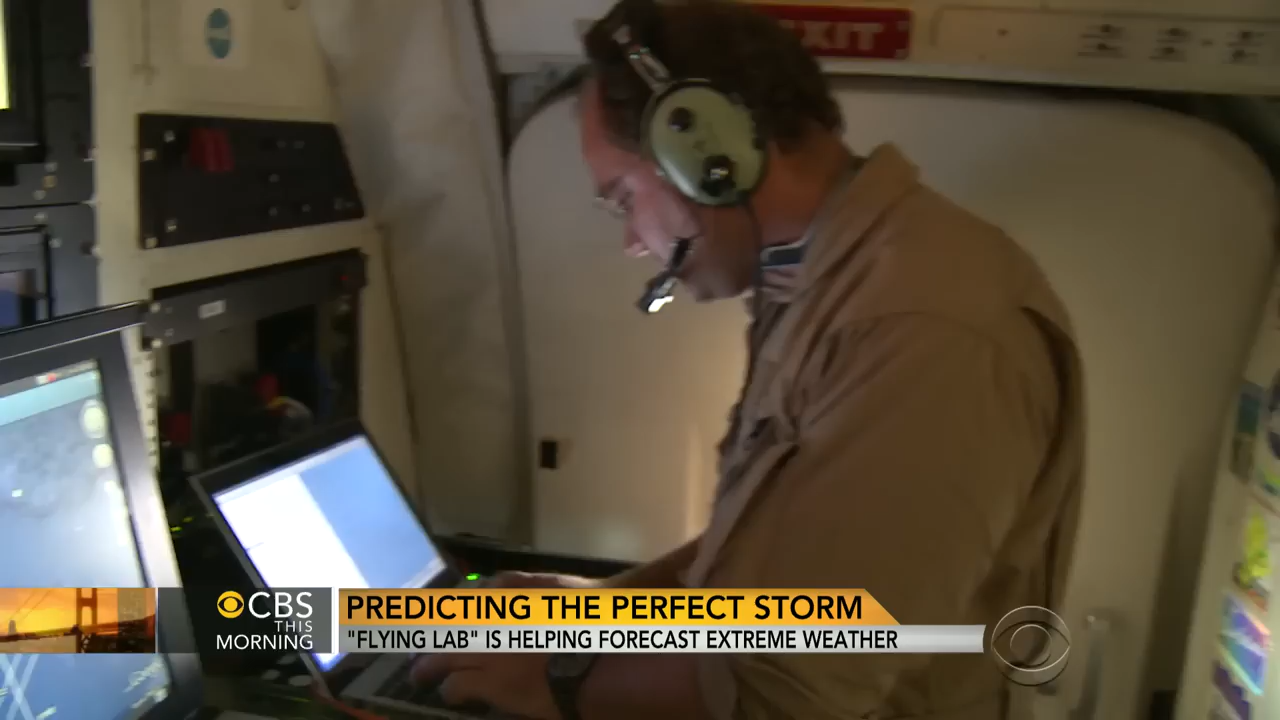 EXIT
CBS
THIS
MORNING
PREDICTING THE PERFECT STORM
"FLYING LAB" IS HELPING FORECAST EXTREME WEATHER